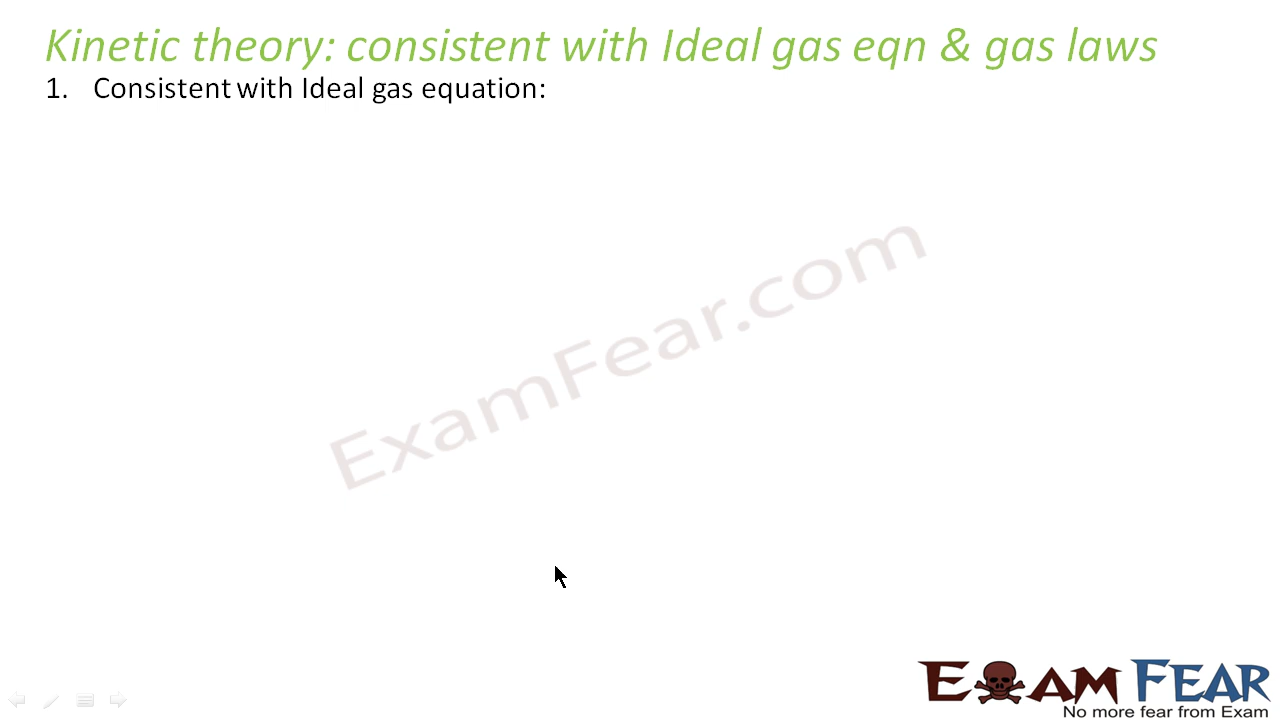 Kinetic theory: consistent with Ideal gas eqn & gas laws
1. Consistent with Ideal gas equation:
ExamFear.com
EXAM FEAR
No more fear from Exam